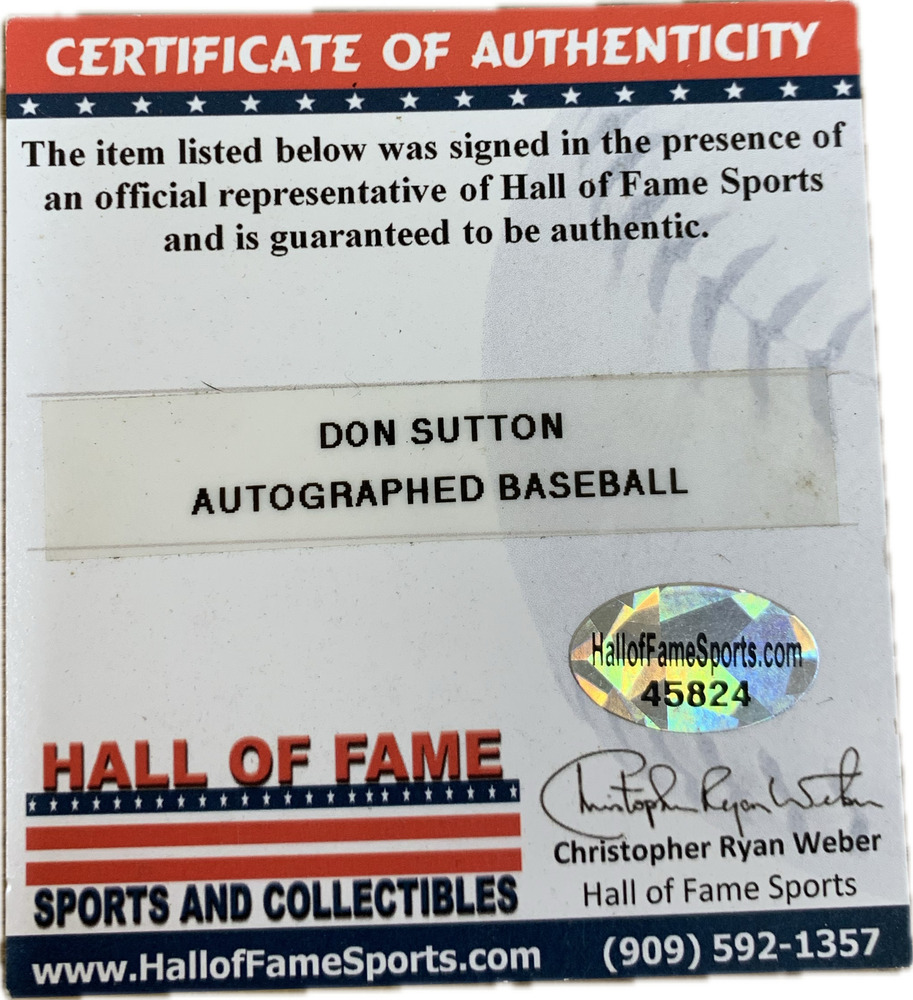 CERTIFICATE OF AUTHENTICITY
The item listed below was signed in the presence of
an official representative of Hall of Fame Sports
and is guaranteed to be authentic.
DON SUTTON
AUTOGRAPHED BASEBALL
HallofFameSports.com
45824
HALL OF FAME
SPORTS AND COLLECTIBLES
Christopher Ryan Weber
Christopher Ryan Weber
Hall of Fame Sports
www.HallofFameSports.com (909) 592-1357